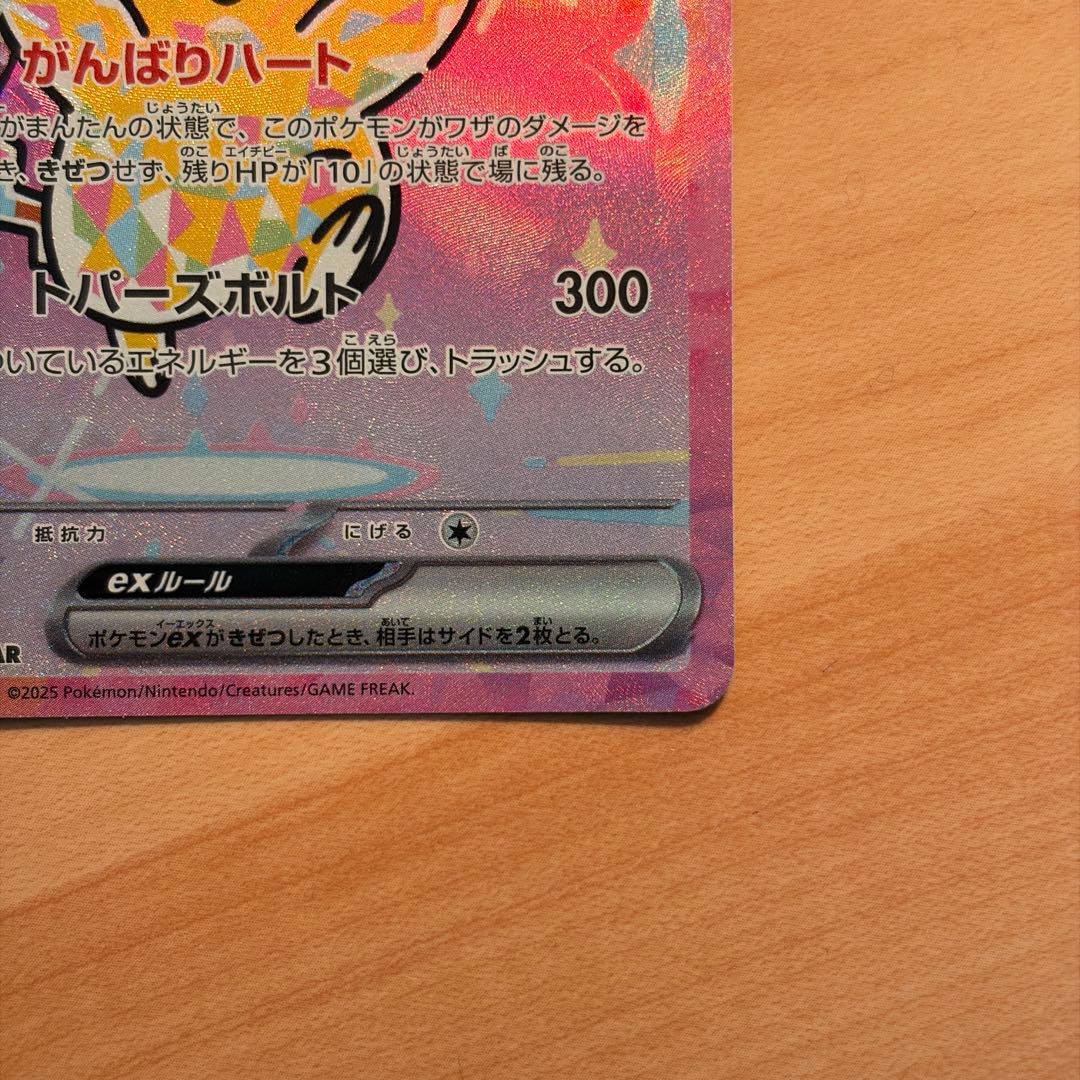 がんばりハート
じょうたい
がまんたんの状態で、このポケモンがワザのダメージを
のこ エイチピー じょうたい ば のこ
き、きぜつせず、残りHPが「10」の状態で場に残る。
トパーズボルト 300
こ えら
ついているエネルギーを3個選び、トラッシュする。
抵抗力 にげる
exルール
イーエックス あいて まい
ポケモンexがきぜつしたとき、相手はサイドを2枚とる。
AR
©2025 Pokémon/Nintendo/Creatures/GAME FREAK.